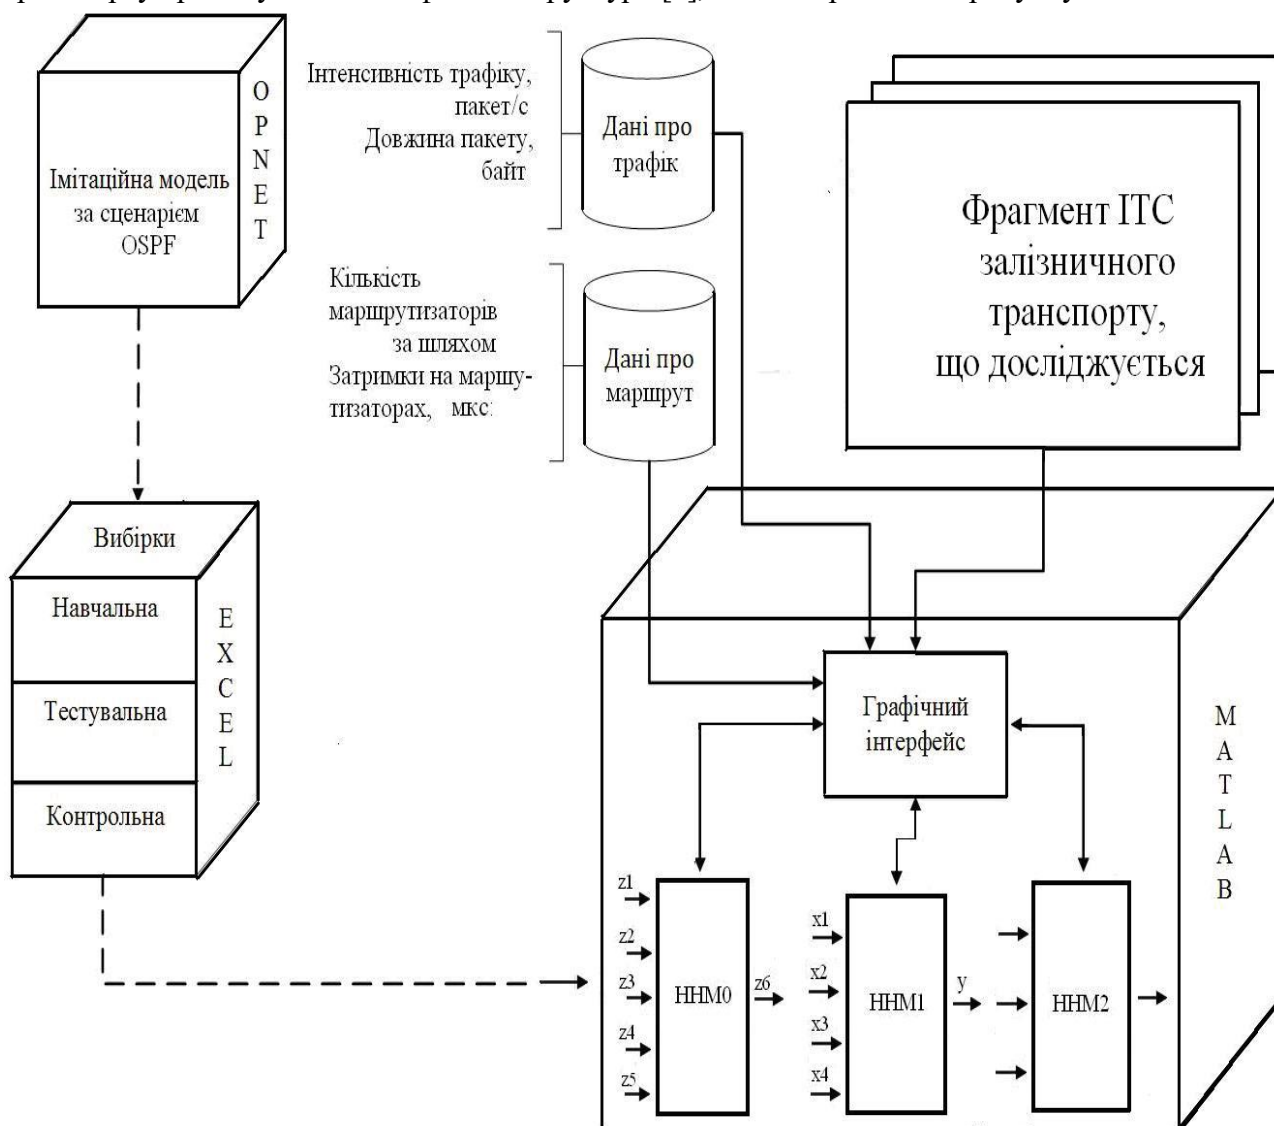 О
P
N
E
T
Імітаційна модель
за сценарієм
OSPF
Інтенсивність трафіку,
пакет/с
Довжина пакету,
байт
Дані про
трафік
Кількість
маршрутизаторів
за шляхом
Затримки на маршу-
тизаторах, мкс
Дані про
маршрут
Фрагмент ІТС
залізничного
транспорту,
що досліджується
Вибірки
Навчальна
Тестувальна
Контрольна
E
X
C
E
L
Графічний
інтерфейс
M
A
T
L
A
B
z1
z2
z3
z4
z5
ННМ0
z6
x1
x2
x3
x4
ННМ1
y
ННМ2